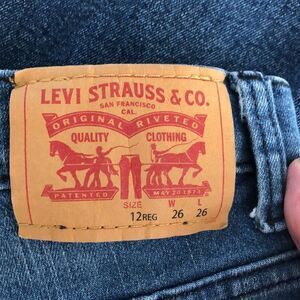 LEVI STRAUSS & CO.
SAN FRANCISCO
CAL.
ORIGINAL RIVETED
QUALITY CLOTHING
PATENTED MAY 20 1873
SIZE W L
12REG 26 26